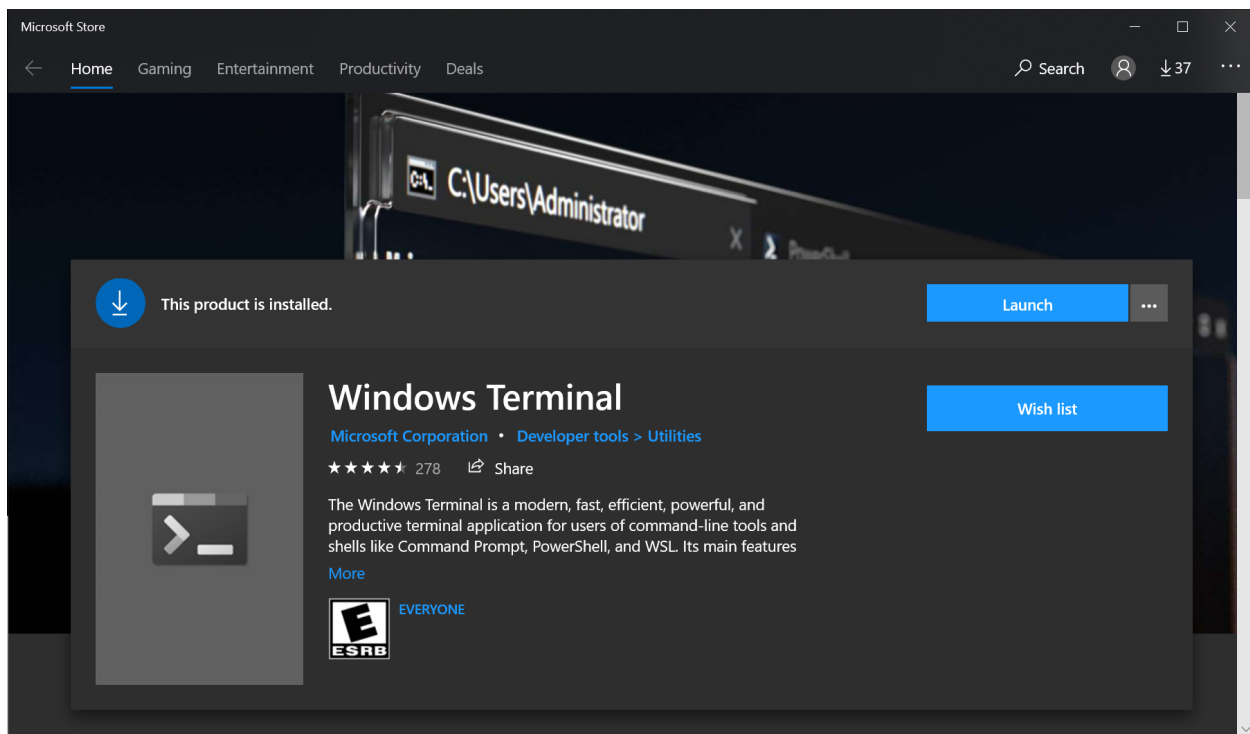 Microsoft Store
Home Gaming Entertainment Productivity Deals Search 37
C:\Users\Administrator
PowerShell
This product is installed.
Launch
Windows Terminal
Wish list
Microsoft Corporation • Developer tools > Utilities
278 Share
The Windows Terminal is a modern, fast, efficient, powerful, and
productive terminal application for users of command-line tools and
shells like Command Prompt, PowerShell, and WSL. Its main features
More
E
ESRB
EVERYONE